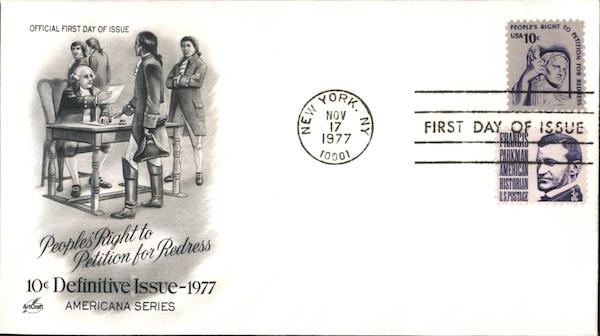 OFFICIAL FIRST DAY OF ISSUE
People's Right to
Petition for Redress
10¢ Definitive Issue-1977
AMERICANA SERIES
ArtCraft
NEW YORK, NY
NOV
17
1977
10001
PEOPLE'S RIGHT TO
PETITION FOR REDRESS
USA 10c
FIRST DAY OF ISSUE
FRANCIS
PARKMAN
AMERICAN
HISTORIAN
U.S. POSTAGE